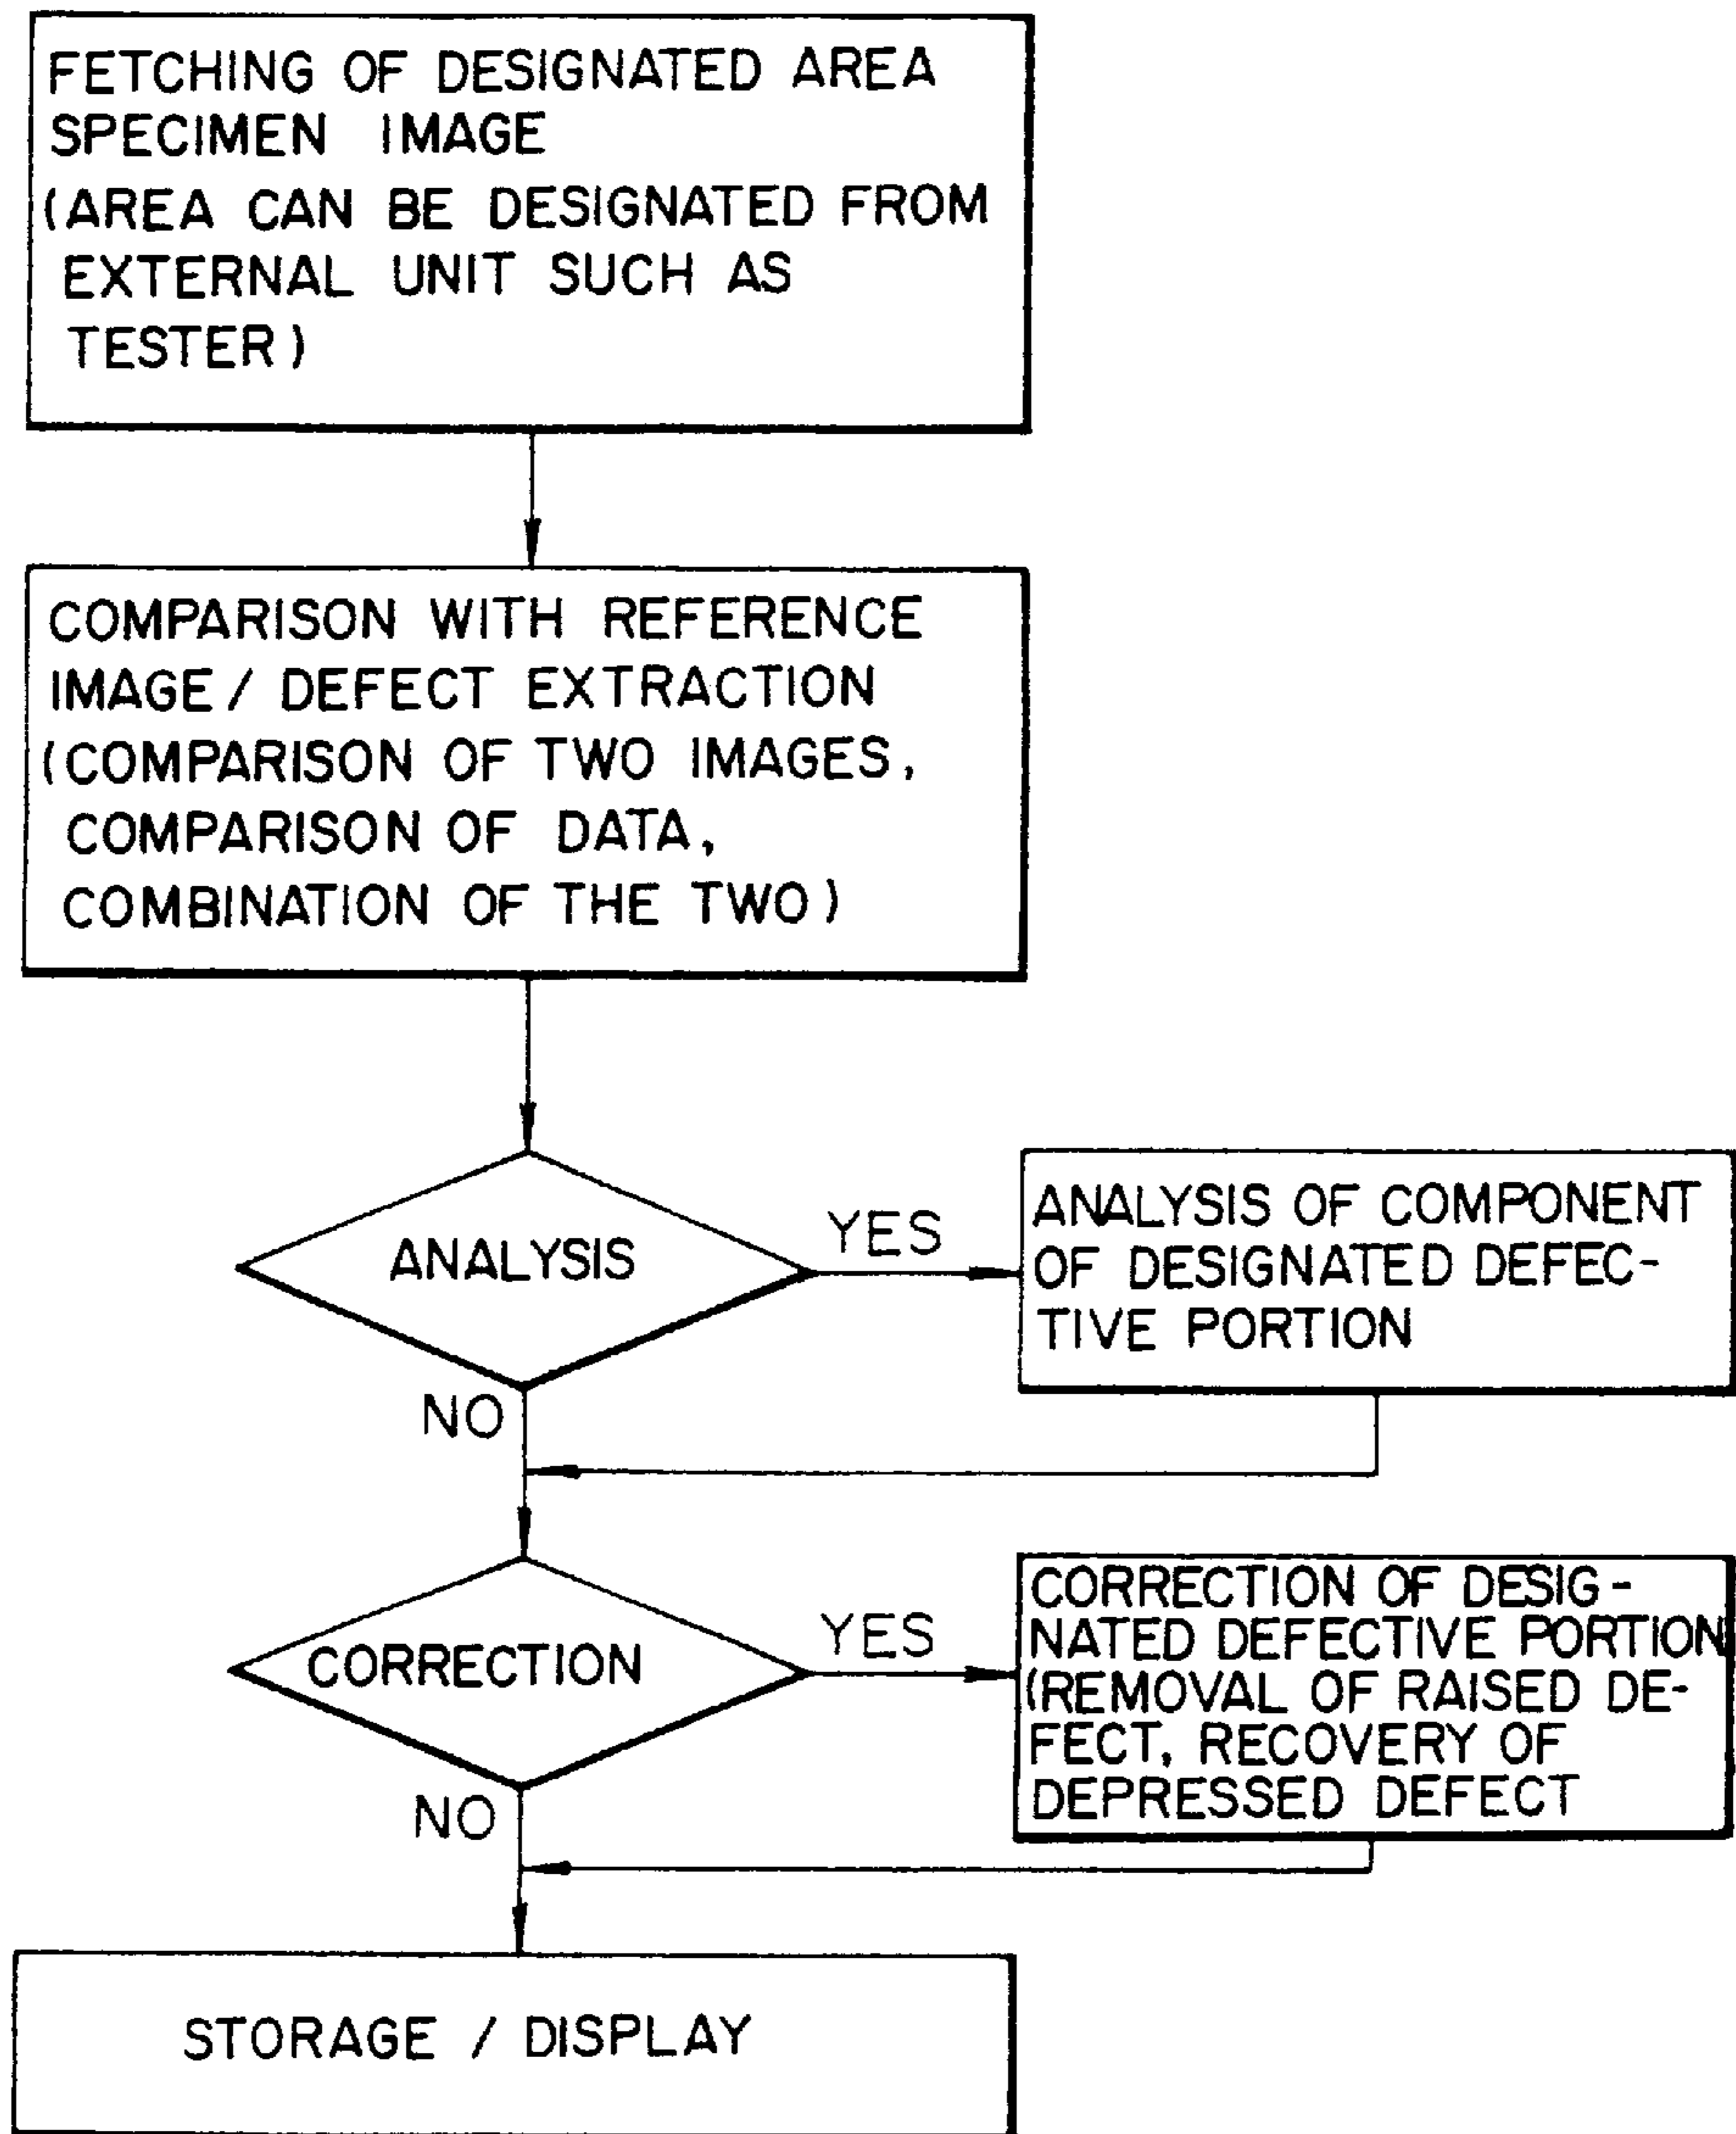 FETCHING OF DESIGNATED AREA
SPECIMEN IMAGE
(AREA CAN BE DESIGNATED FROM
EXTERNAL UNIT SUCH AS
TESTER)
COMPARISON WITH REFERENCE
IMAGE / DEFECT EXTRACTION
(COMPARISON OF TWO IMAGES,
COMPARISON OF DATA,
COMBINATION OF THE TWO)
ANALYSIS
YES
ANALYSIS OF COMPONENT
OF DESIGNATED DEFEC-
TIVE PORTION
NO
CORRECTION
YES
CORRECTION OF DESIG-
NATED DEFECTIVE PORTION
(REMOVAL OF RAISED DE-
FECT, RECOVERY OF
DEPRESSED DEFECT
NO
STORAGE / DISPLAY